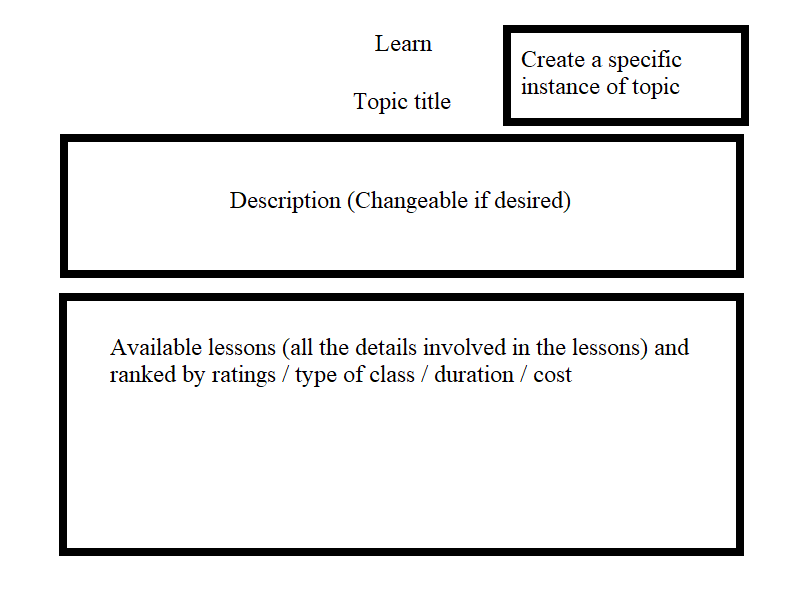 Learn
Topic title
Create a specific
instance of topic
Description (Changeable if desired)
Available lessons (all the details involved in the lessons) and
ranked by ratings / type of class / duration / cost